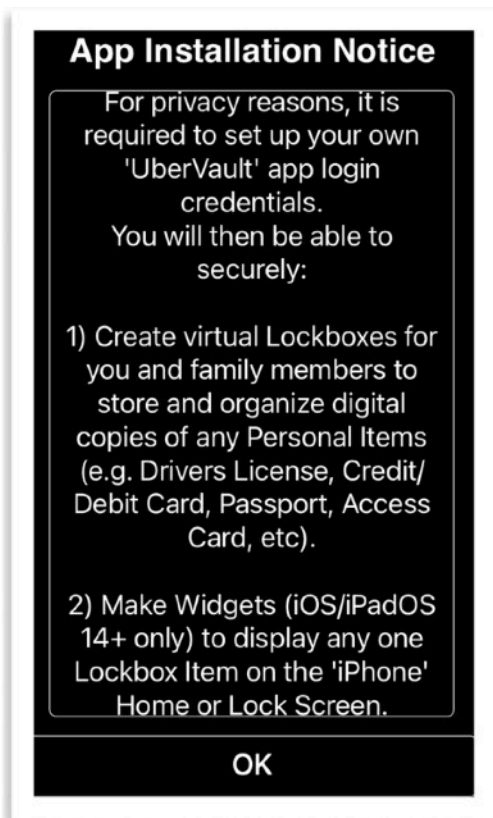 App Installation Notice
For privacy reasons, it is
required to set up your own
'UberVault' app login
credentials.
You will then be able to
securely:
1) Create virtual Lockboxes for
you and family members to
store and organize digital
copies of any Personal Items
(e.g. Drivers License, Credit/
Debit Card, Passport, Access
Card, etc).
2) Make Widgets (iOS/iPadOS
14+ only) to display any one
Lockbox Item on the 'iPhone'
Home or Lock Screen.
OK